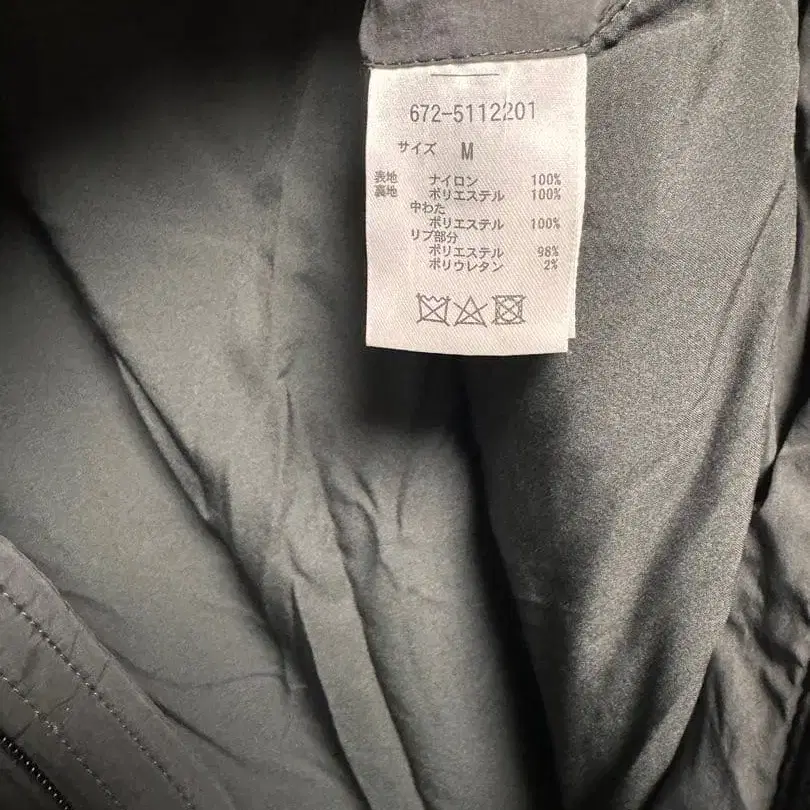 672-5112201
サイズ M
表地 ナイロン 100%
裏地 ポリエステル 100%
中わた
ポリエステル 100%
リブ部分
ポリエステル 98%
ポリウレタン 2%